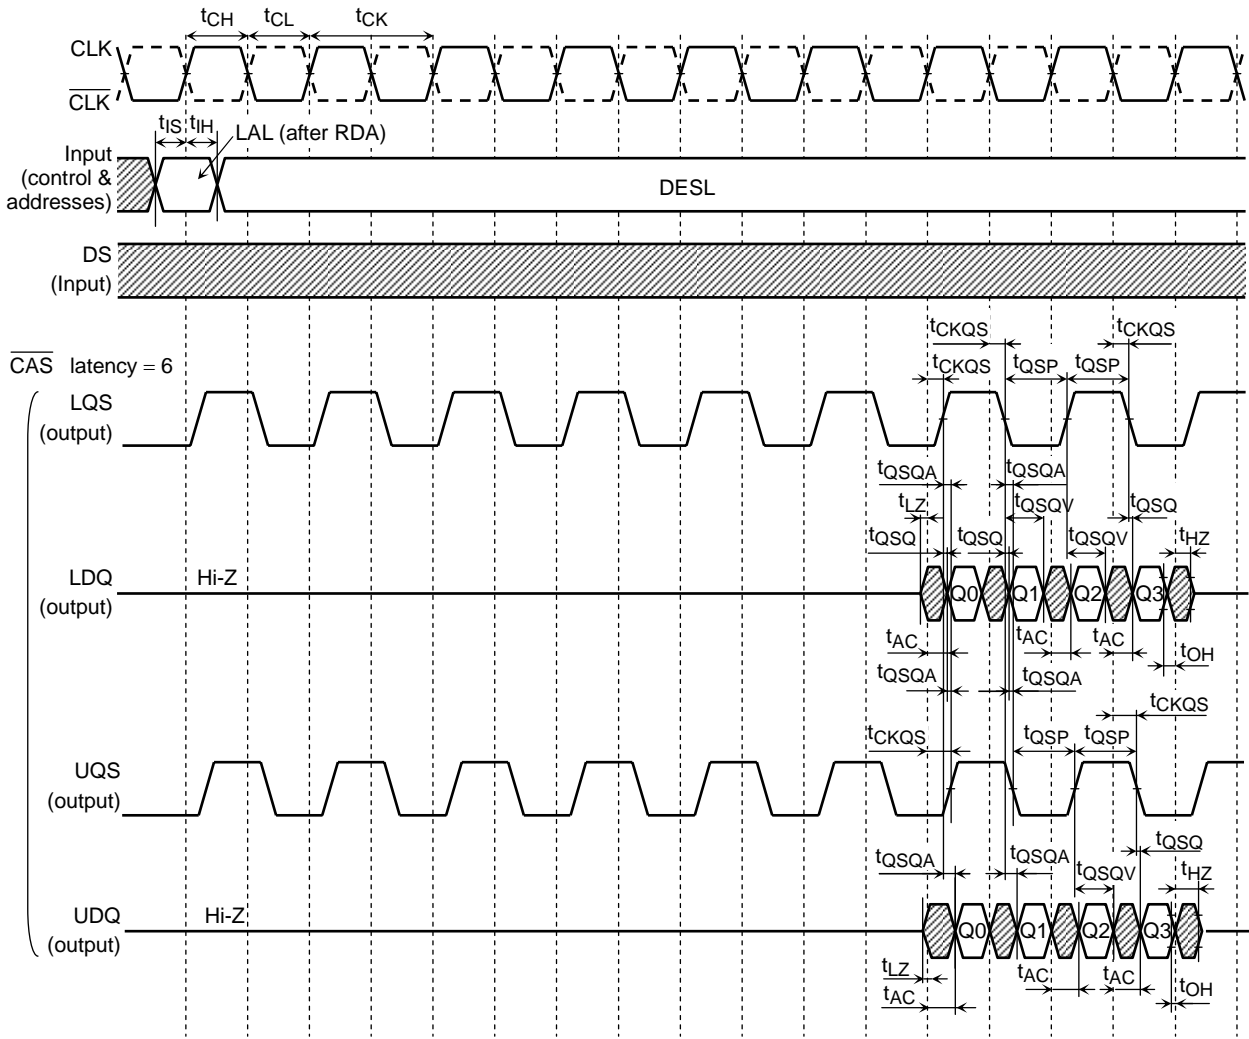 tCH tCL tCK
CLK
CLK
tIS tIH LAL (after RDA)
Input
(control &
addresses)
DESL
DS
(Input)
tCKQS tCKQS
CAS latency = 6
tCKQS tQSP tQSP
LQS
(output)
tQSQA tQSQA
tLZ tQSQV tQSQ
tQSQ tQSQ tQSQV tHZ
LDQ
(output)
Hi-Z
Q0 Q1 Q2 Q3
tAC tAC tAC tOH
tQSQA tQSQA
tCKQS
tCKQS tQSP tQSP
UQS
(output)
tQSQ
tQSQA tQSQA tQSQV tHZ
UDQ
(output)
Hi-Z
Q0 Q1 Q2 Q3
tLZ tAC tAC tOH
tAC